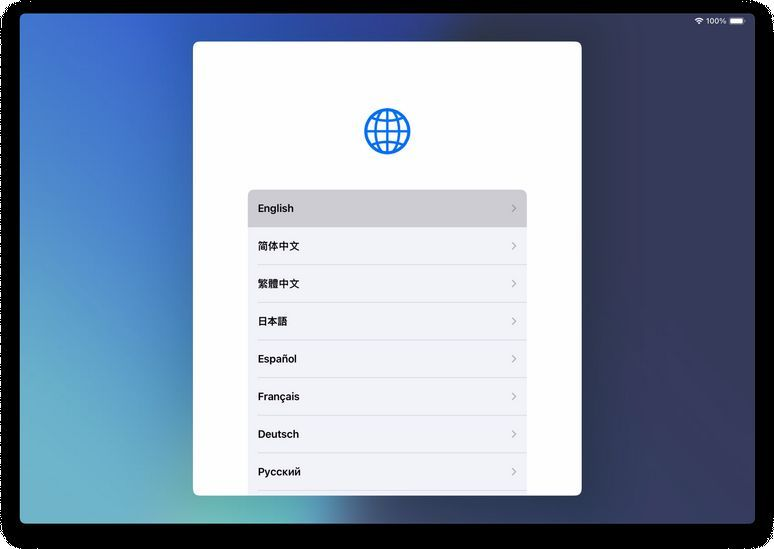 100%
English
简体中文
繁體中文
日本語
Español
Français
Deutsch
Русский